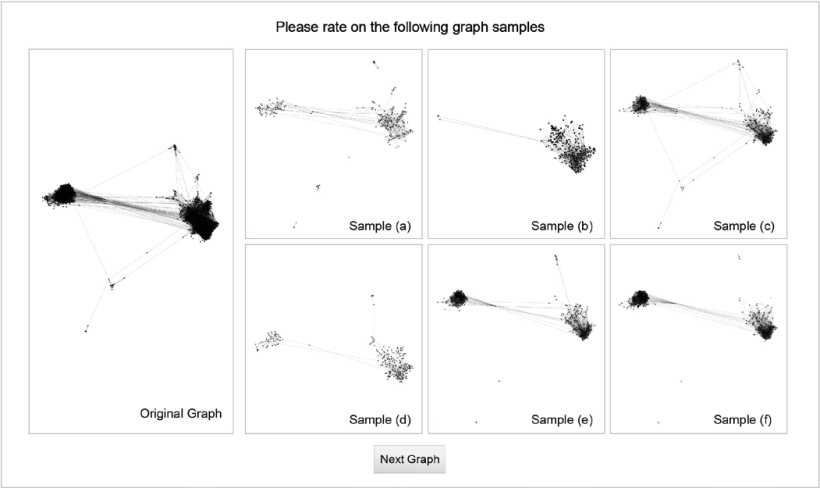 Please rate on the following graph samples
Original Graph
Sample (a)
Sample (b)
Sample (c)
Sample (d)
Sample (e)
Sample (f)
Next Graph